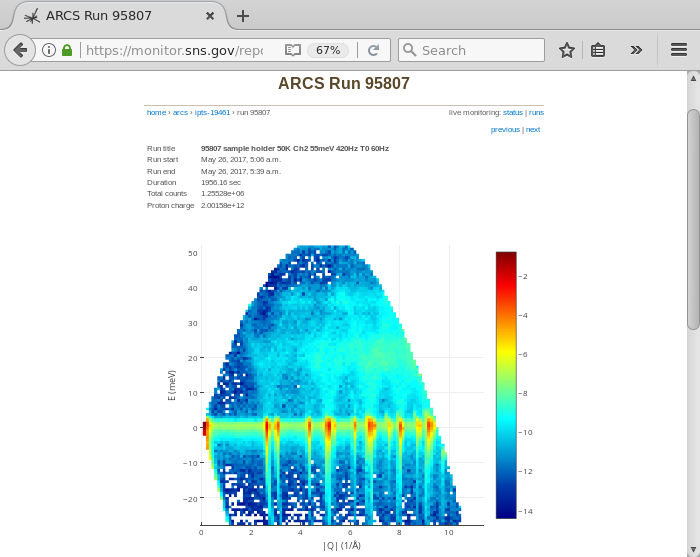 ARCS Run 95807
https://monitor.sns.gov/repo
67%
Search
ARCS Run 95807
home › arcs › ipts-19461 › run 95807
live monitoring: status | runs
previous | next
Run title 95807 sample holder 50K Ch2 55meV 420Hz T0 60Hz
Run start May 26, 2017, 5:06 a.m.
Run end May 26, 2017, 5:39 a.m.
Duration 1956.16 sec
Total counts 1.25528e+06
Proton charge 2.00158e+12
50
40
30
20
10
0
−10
−20
E (meV)
0 2 4 6 8 10
|Q| (1/Å)
−2
−4
−6
−8
−10
−12
−14